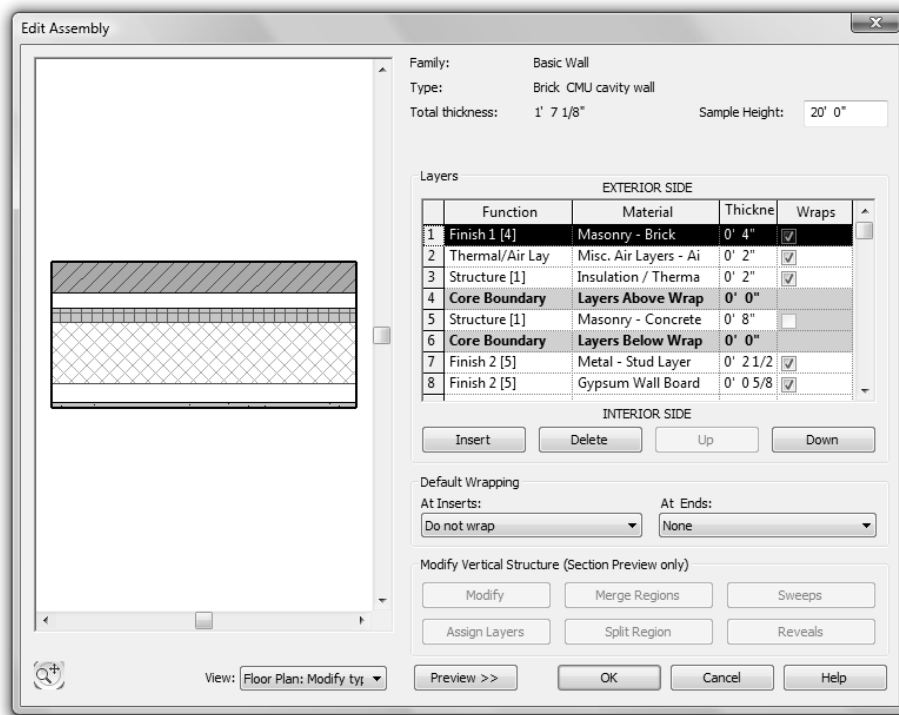 Edit Assembly
x
Family: Basic Wall
Type: Brick CMU cavity wall
Total thickness: 1' 7 1/8" Sample Height: 20' 0"
Layers
EXTERIOR SIDE
Function Material Thickne Wraps
1 Finish 1 [4] Masonry - Brick 0' 4"
2 Thermal/Air Lay Misc. Air Layers - Ai 0' 2"
3 Structure [1] Insulation / Therma 0' 2"
4 Core Boundary Layers Above Wrap 0' 0"
5 Structure [1] Masonry - Concrete 0' 8"
6 Core Boundary Layers Below Wrap 0' 0"
7 Finish 2 [5] Metal - Stud Layer 0' 2 1/2
8 Finish 2 [5] Gypsum Wall Board 0' 0 5/8
INTERIOR SIDE
Insert Delete Up Down
Default Wrapping
At Inserts: At Ends:
Do not wrap None
Modify Vertical Structure (Section Preview only)
Modify Merge Regions Sweeps
Assign Layers Split Region Reveals
View: Floor Plan: Modify typ Preview >> OK Cancel Help